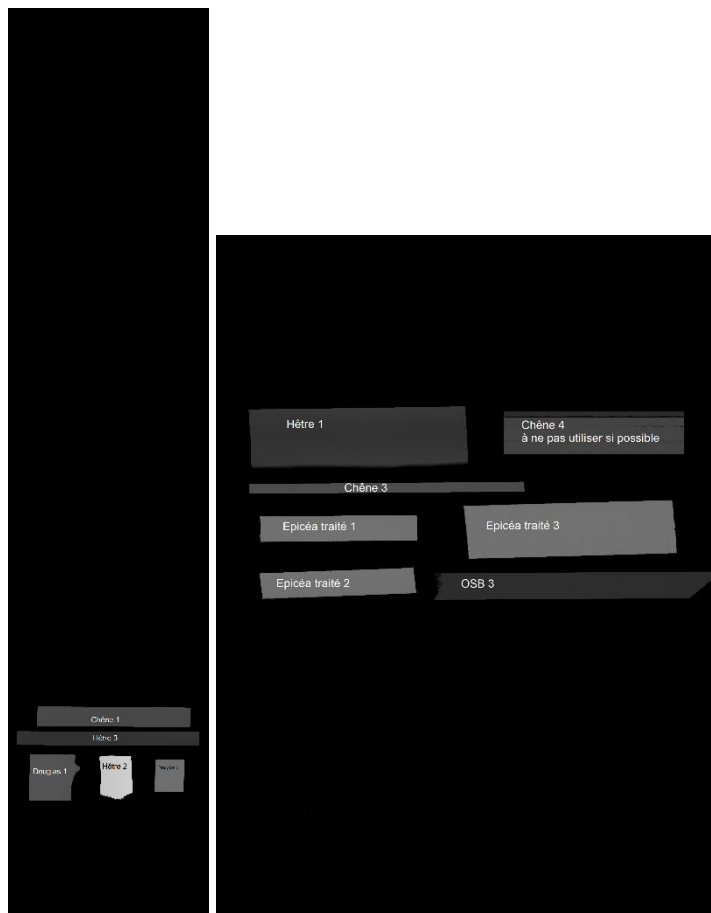 Chêne 1
Hêtre 3
Douglas 1
Hêtre 2
Hêtre 1
Chêne 4
à ne pas utiliser si possible
Chêne 3
Epicéa traité 1
Epicéa traité 3
Epicéa traité 2
OSB 3